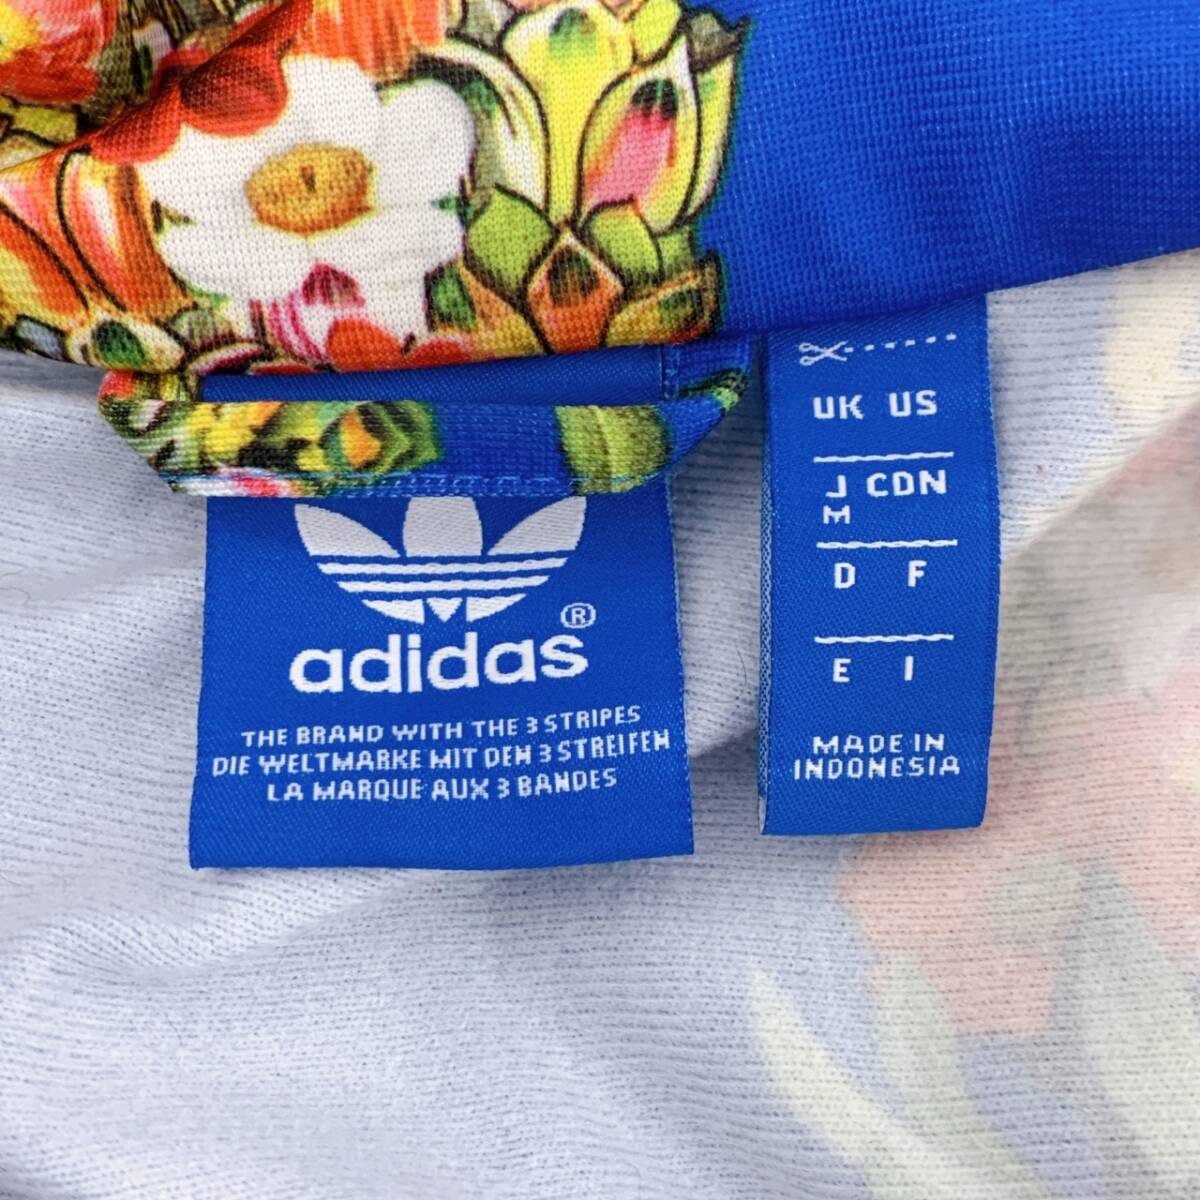 adidas®
THE BRAND WITH THE 3 STRIPES
DIE WELTMARKE MIT DEN 3 STREIFEN
LA MARQUE AUX 3 BANDES
UK US
J CDN
M
D F
E I
MADE IN
INDONESIA